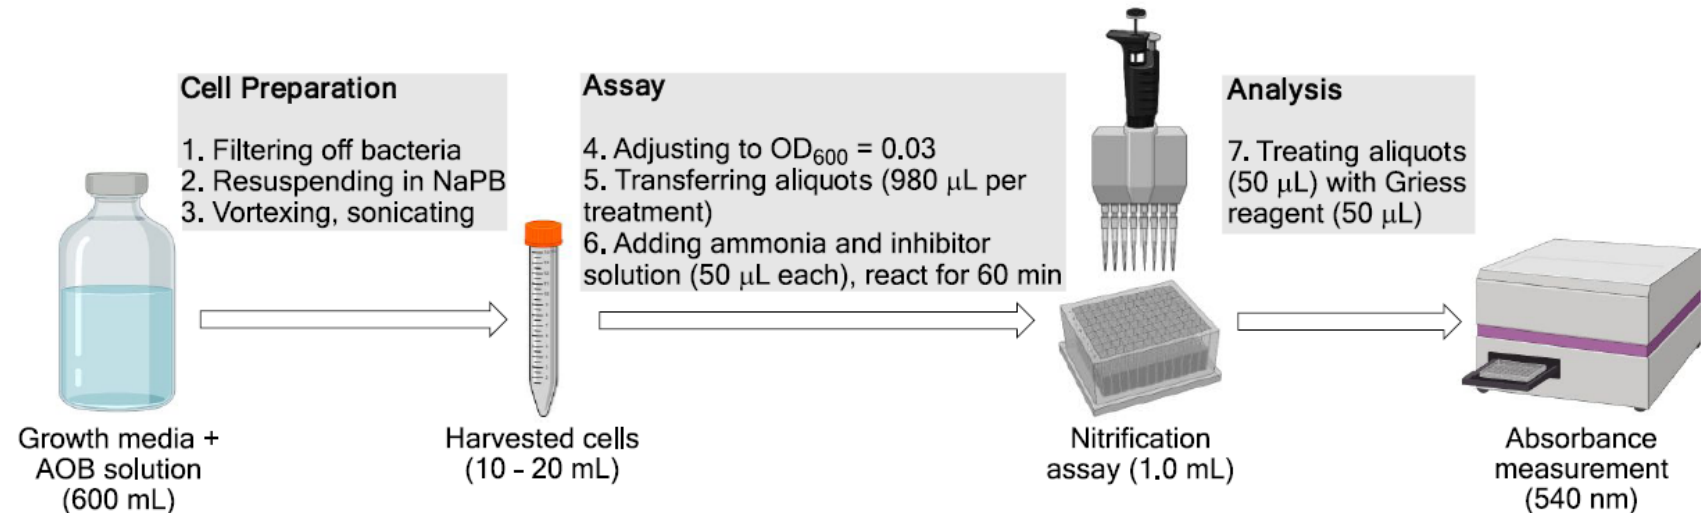 Cell Preparation
1. Filtering off bacteria
2. Resuspending in NaPB
3. Vortexing, sonicating
Assay
4. Adjusting to OD₆₀₀ = 0.03
5. Transferring aliquots (980 μL per
treatment)
6. Adding ammonia and inhibitor
solution (50 μL each), react for 60 min
Analysis
7. Treating aliquots
(50 μL) with Griess
reagent (50 μL)
Growth media +
AOB solution
(600 mL)
Harvested cells
(10 - 20 mL)
Nitrification
assay (1.0 mL)
Absorbance
measurement
(540 nm)